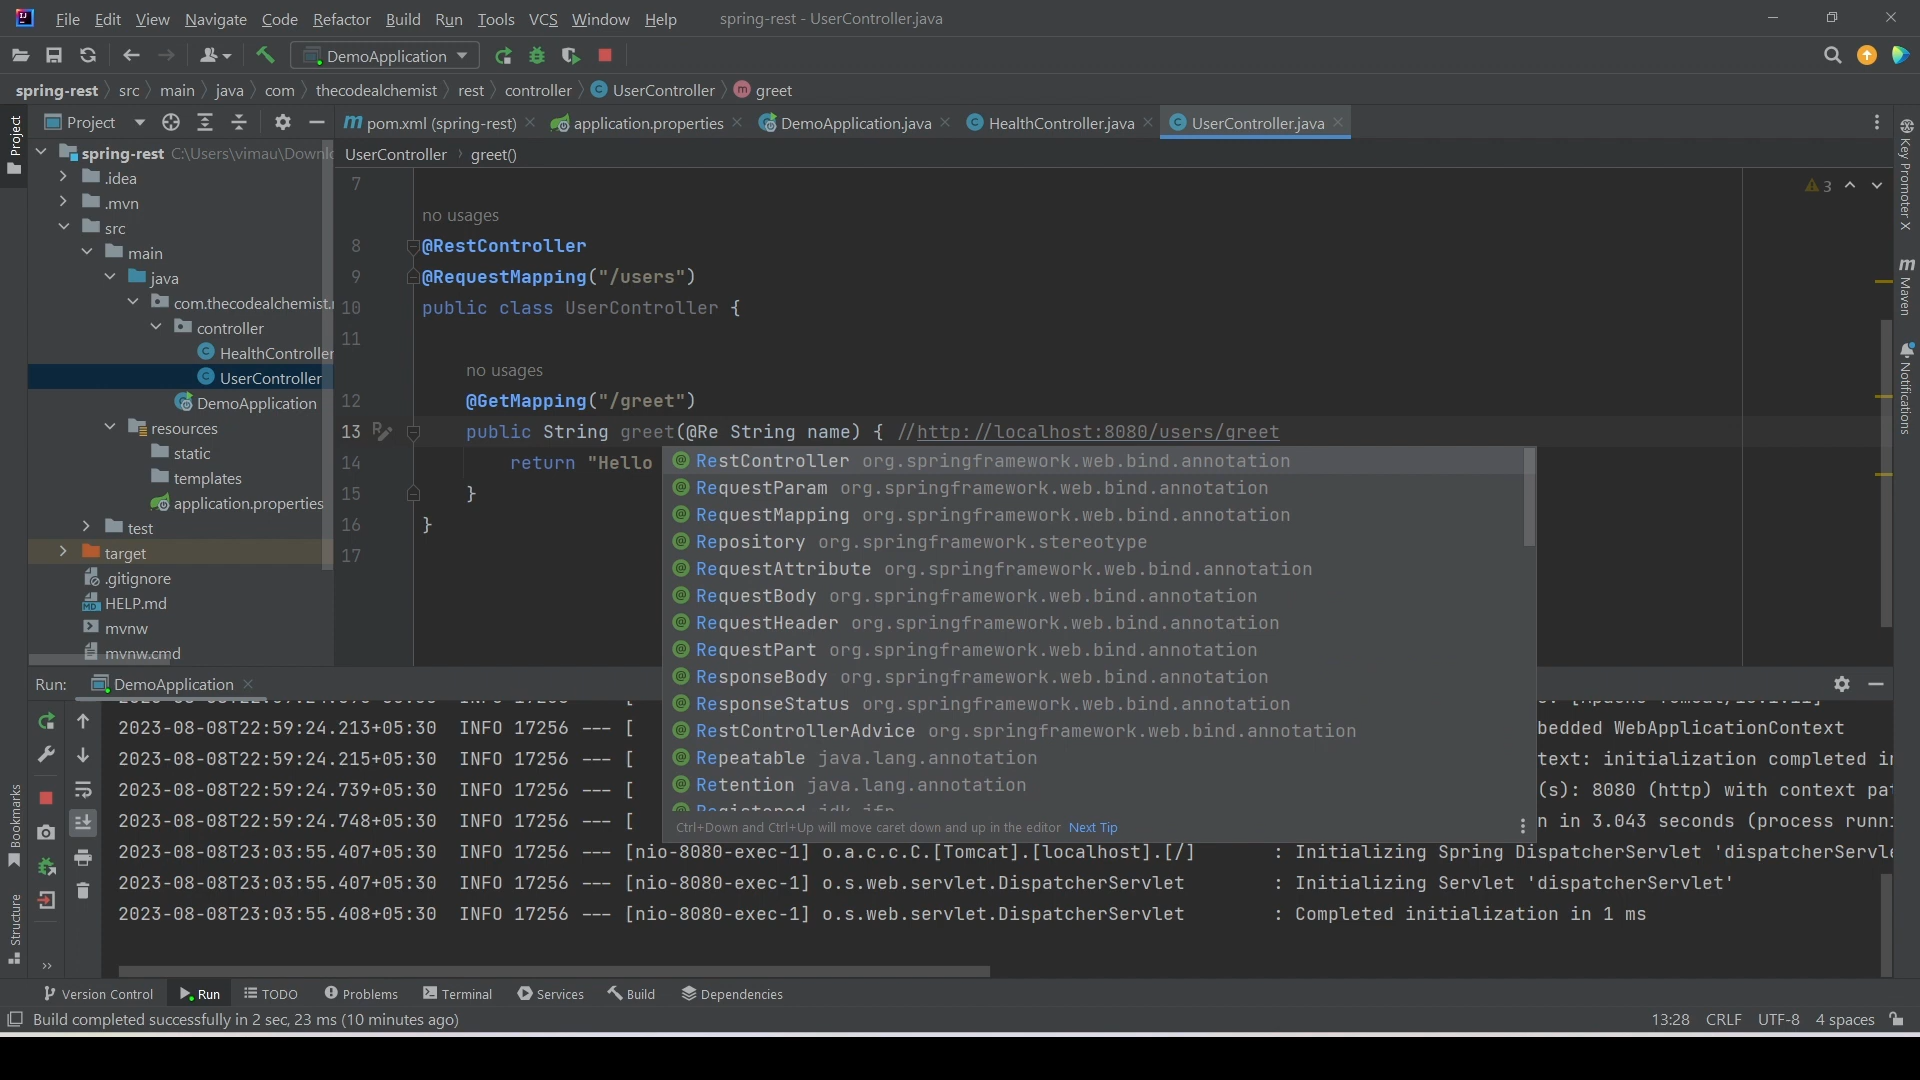 File Edit View Navigate Code Refactor Build Run Tools VCS Window Help spring-rest - UserController.java
DemoApplication
spring-rest src main java com thecodealchemist rest controller UserController greet
Project
Project
pom.xml (spring-rest) application.properties DemoApplication.java HealthController.java UserController.java
spring-rest C:\Users\vimau\Downl
UserController greet()
.idea
.mvn
src
main
java
com.thecodealchemist.
controller
HealthController
UserController
DemoApplication
resources
static
templates
application.properties
test
target
.gitignore
HELP.md
mvnw
mvnw.cmd
7
3
no usages
8 @RestController
9 @RequestMapping("/users")
10 public class UserController {
11
no usages
12 @GetMapping("/greet")
13 public String greet(@Re String name) { //http://localhost:8080/users/greet
14 return "Hello
15 }
16 }
17
RestController org.springframework.web.bind.annotation
RequestParam org.springframework.web.bind.annotation
RequestMapping org.springframework.web.bind.annotation
Repository org.springframework.stereotype
RequestAttribute org.springframework.web.bind.annotation
RequestBody org.springframework.web.bind.annotation
RequestHeader org.springframework.web.bind.annotation
RequestPart org.springframework.web.bind.annotation
ResponseBody org.springframework.web.bind.annotation
ResponseStatus org.springframework.web.bind.annotation
RestControllerAdvice org.springframework.web.bind.annotation
Repeatable java.lang.annotation
Retention java.lang.annotation
Ctrl+Down and Ctrl+Up will move caret down and up in the editor Next Tip
Key Promoter X
Maven
Notifications
Run: DemoApplication
2023-08-08T22:59:24.213+05:30 INFO 17256 --- [ bedded WebApplicationContext
2023-08-08T22:59:24.215+05:30 INFO 17256 --- [ text: initialization completed in
2023-08-08T22:59:24.739+05:30 INFO 17256 --- [ (s): 8080 (http) with context pa
2023-08-08T22:59:24.748+05:30 INFO 17256 --- [ n in 3.043 seconds (process runn
2023-08-08T23:03:55.407+05:30 INFO 17256 --- [nio-8080-exec-1] o.a.c.c.C.[Tomcat].[localhost].[/] : Initializing Spring DispatcherServlet 'dispatcherServle
2023-08-08T23:03:55.407+05:30 INFO 17256 --- [nio-8080-exec-1] o.s.web.servlet.DispatcherServlet : Initializing Servlet 'dispatcherServlet'
2023-08-08T23:03:55.408+05:30 INFO 17256 --- [nio-8080-exec-1] o.s.web.servlet.DispatcherServlet : Completed initialization in 1 ms
Bookmarks
Structure
Version Control Run TODO Problems Terminal Services Build Dependencies
Build completed successfully in 2 sec, 23 ms (10 minutes ago) 13:28 CRLF UTF-8 4 spaces